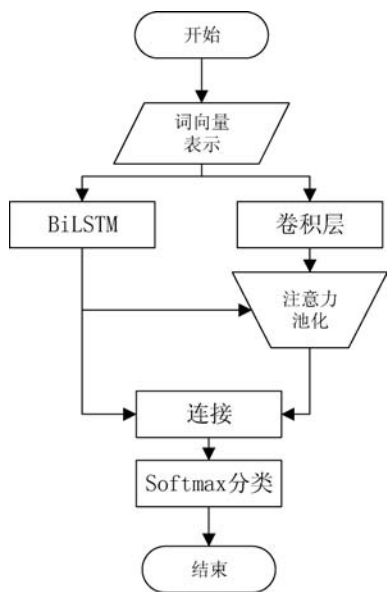 开始
词向量
表示
BiLSTM
卷积层
注意力
池化
连接
Softmax分类
结束